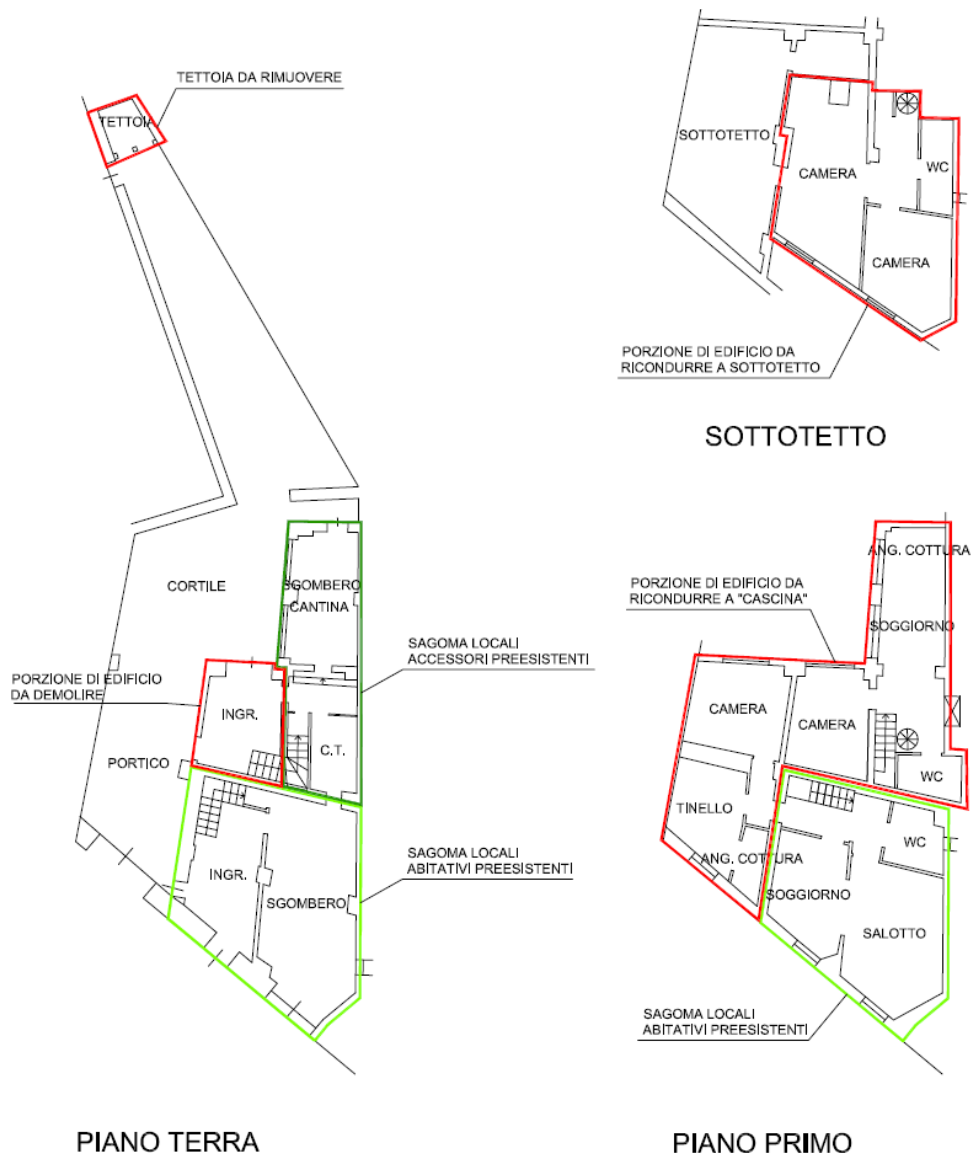 TETTOIA DA RIMUOVERE
TETTOIA
CORTILE
SGOMBERO
CANTINA
SAGOMA LOCALI
ACCESSORI PREESISTENTI
PORZIONE DI EDIFICIO
DA DEMOLIRE
INGR.
C.T.
PORTICO
SAGOMA LOCALI
ABITATIVI PREESISTENTI
INGR.
SGOMBERO
PIANO TERRA
SOTTOTETTO
CAMERA
WC
CAMERA
PORZIONE DI EDIFICIO DA
RICONDURRE A SOTTOTETTO
SOTTOTETTO
ANG. COTTURA
PORZIONE DI EDIFICIO DA
RICONDURRE A "CASCINA"
SOGGIORNO
CAMERA
CAMERA
WC
TINELLO
WC
ANG. COTTURA
SOGGIORNO
SALOTTO
SAGOMA LOCALI
ABITATIVI PREESISTENTI
PIANO PRIMO